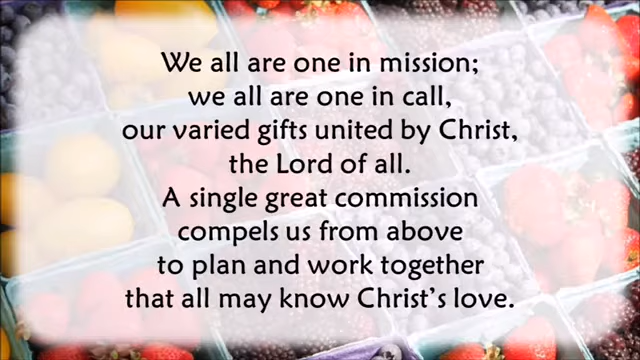 We all are one in mission;
we all are one in call,
our varied gifts united by Christ,
the Lord of all.
A single great commission
compels us from above
to plan and work together
that all may know Christ's love.